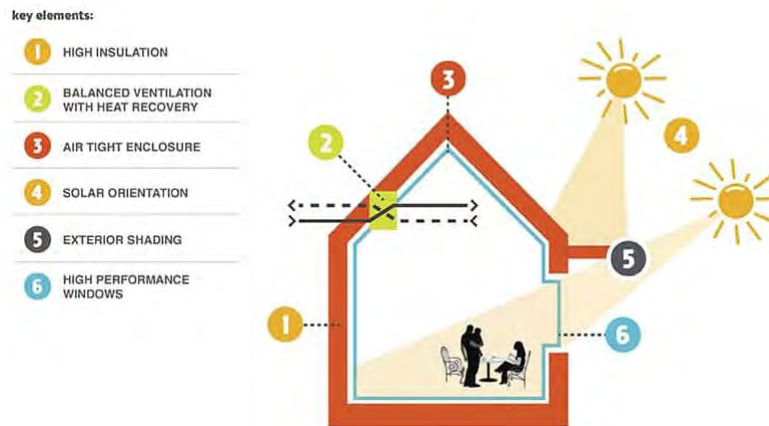 key elements:
1 HIGH INSULATION
2 BALANCED VENTILATION
WITH HEAT RECOVERY
3 AIR TIGHT ENCLOSURE
4 SOLAR ORIENTATION
5 EXTERIOR SHADING
6 HIGH PERFORMANCE
WINDOWS
3
2
4
5
1
6